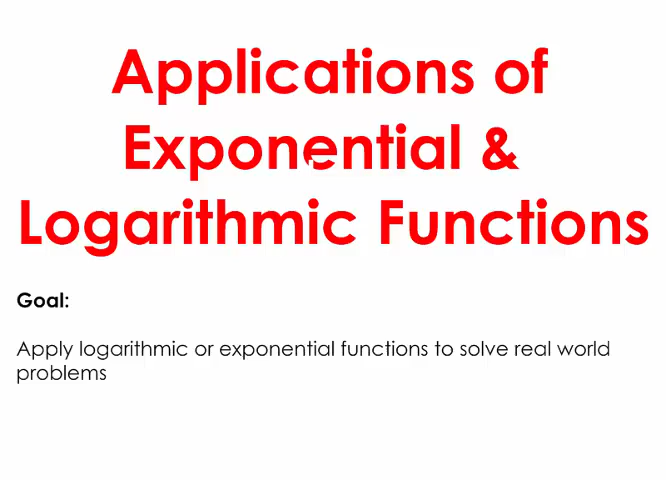 Applications of
Exponential &
Logarithmic Functions
Goal:
Apply logarithmic or exponential functions to solve real world
problems